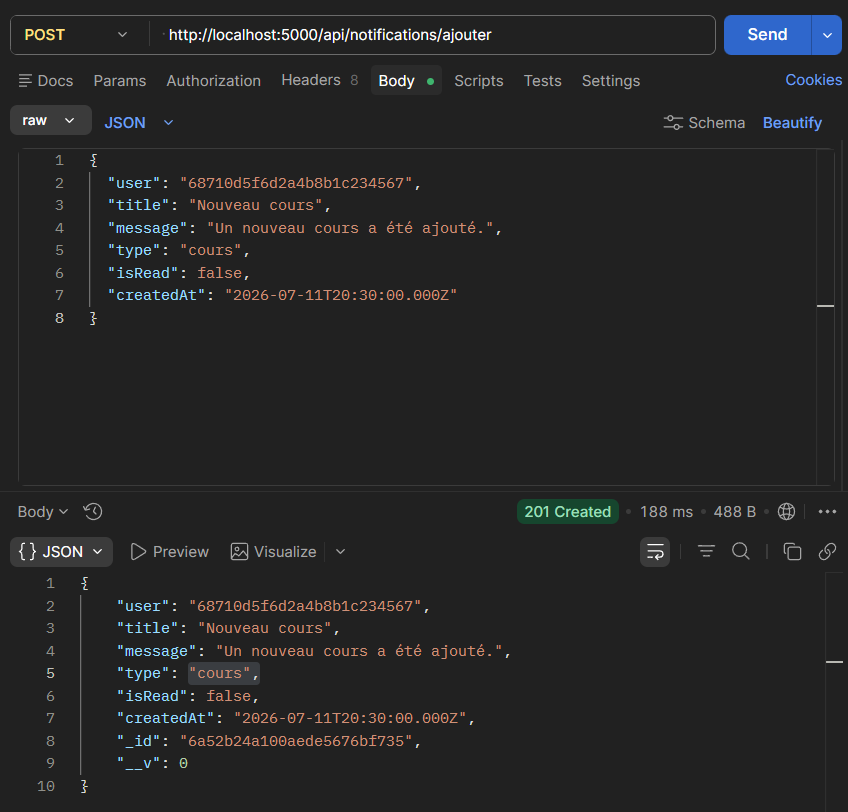 POST http://localhost:5000/api/notifications/ajouter Send
Docs Params Authorization Headers 8 Body Scripts Tests Settings Cookies
raw JSON Schema Beautify
1 {
2 "user": "68710d5f6d2a4b8b1c234567",
3 "title": "Nouveau cours",
4 "message": "Un nouveau cours a été ajouté.",
5 "type": "cours",
6 "isRead": false,
7 "createdAt": "2026-07-11T20:30:00.000Z"
8 }
Body 201 Created • 188 ms • 488 B •
{} JSON Preview Visualize
1 {
2 "user": "68710d5f6d2a4b8b1c234567",
3 "title": "Nouveau cours",
4 "message": "Un nouveau cours a été ajouté.",
5 "type": "cours",
6 "isRead": false,
7 "createdAt": "2026-07-11T20:30:00.000Z",
8 "_id": "6a52b24a100aede5676bf735",
9 "__v": 0
10 }